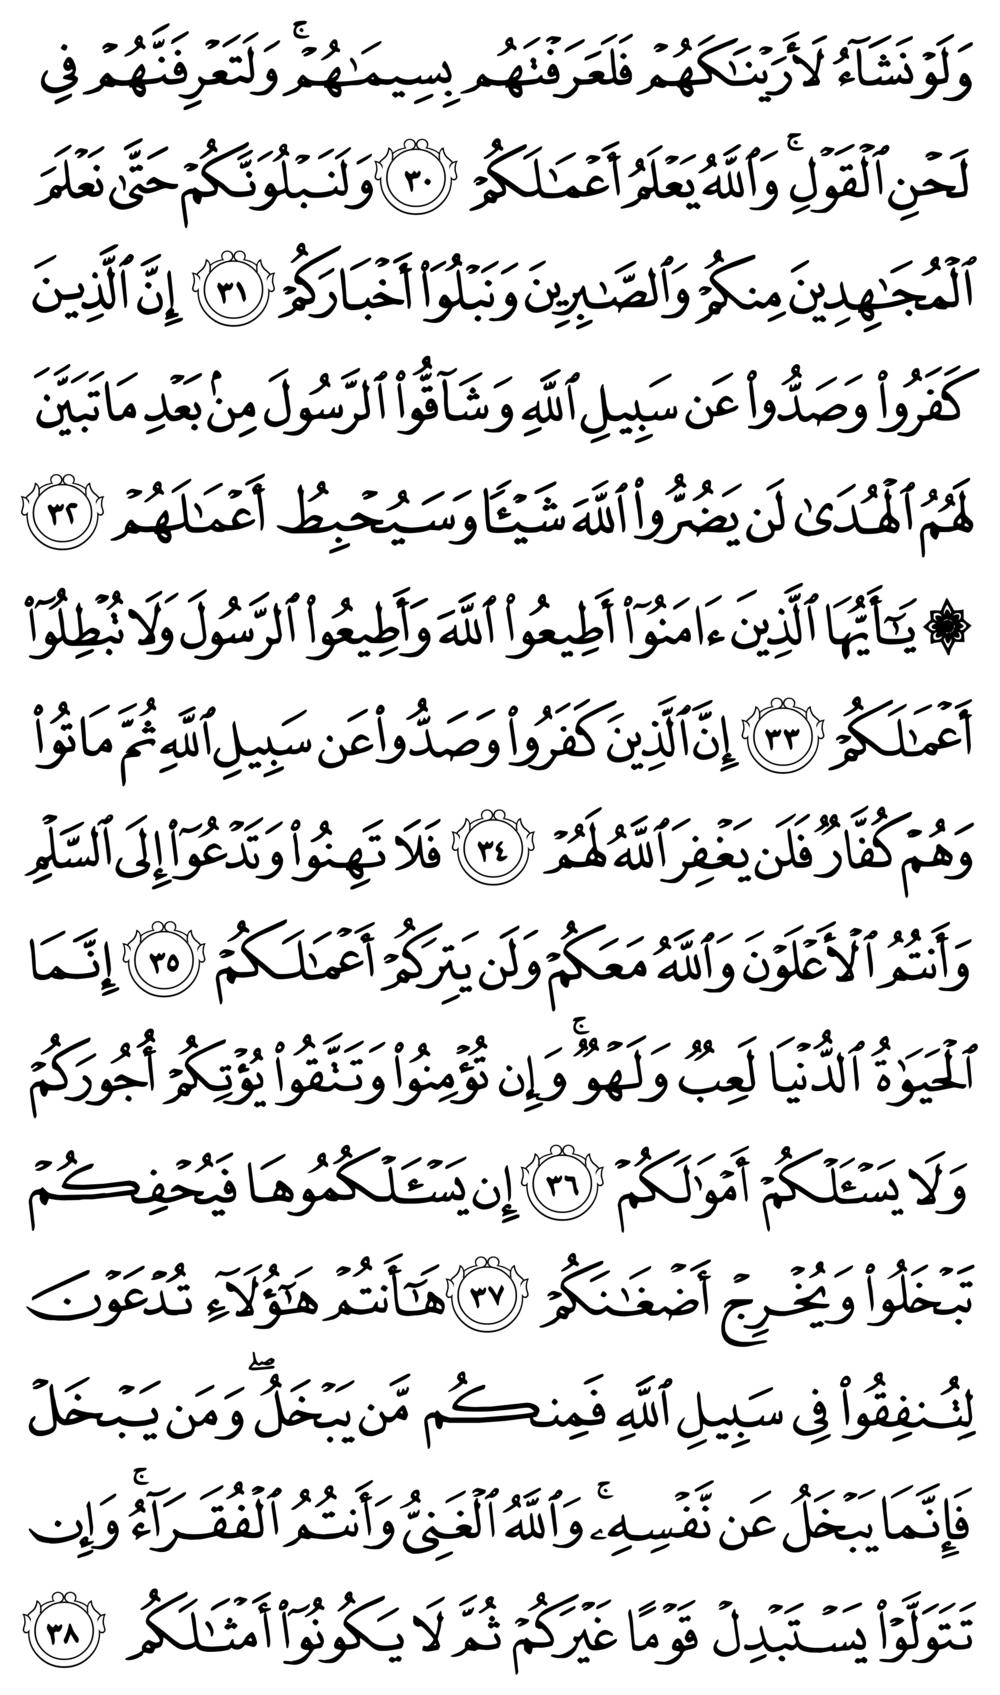 وَلَوۡ نَشَآءُ لَأَرَيۡنَٰكَهُمۡ فَلَعَرَفۡتَهُم بِسِيمَٰهُمۡۚ وَلَتَعۡرِفَنَّهُمۡ فِي
لَحۡنِ ٱلۡقَوۡلِۚ وَٱللَّهُ يَعۡلَمُ أَعۡمَٰلَكُمۡ ٣٠ وَلَنَبۡلُوَنَّكُمۡ حَتَّىٰ نَعۡلَمَ
ٱلۡمُجَٰهِدِينَ مِنكُمۡ وَٱلصَّٰبِرِينَ وَنَبۡلُوَاْ أَخۡبَارَكُمۡ ٣١ إِنَّ ٱلَّذِينَ
كَفَرُواْ وَصَدُّواْ عَن سَبِيلِ ٱللَّهِ وَشَآقُّواْ ٱلرَّسُولَ مِنۢ بَعۡدِ مَا تَبَيَّنَ
لَهُمُ ٱلۡهُدَىٰ لَن يَضُرُّواْ ٱللَّهَ شَيۡـٔٗا وَسَيُحۡبِطُ أَعۡمَٰلَهُمۡ ٣٢
۞ يَٰٓأَيُّهَا ٱلَّذِينَ ءَامَنُوٓاْ أَطِيعُواْ ٱللَّهَ وَأَطِيعُواْ ٱلرَّسُولَ وَلَا تُبۡطِلُوٓاْ
أَعۡمَٰلَكُمۡ ٣٣ إِنَّ ٱلَّذِينَ كَفَرُواْ وَصَدُّواْ عَن سَبِيلِ ٱللَّهِ ثُمَّ مَاتُواْ
وَهُمۡ كُفَّارٞ فَلَن يَغۡفِرَ ٱللَّهُ لَهُمۡ ٣٤ فَلَا تَهِنُواْ وَتَدۡعُوٓاْ إِلَى ٱلسَّلۡمِ
وَأَنتُمُ ٱلۡأَعۡلَوۡنَ وَٱللَّهُ مَعَكُمۡ وَلَن يَتِرَكُمۡ أَعۡمَٰلَكُمۡ ٣٥ إِنَّمَا
ٱلۡحَيَوٰةُ ٱلدُّنۡيَا لَعِبٞ وَلَهۡوٞۚ وَإِن تُؤۡمِنُواْ وَتَتَّقُواْ يُؤۡتِكُمۡ أُجُورَكُمۡ
وَلَا يَسۡـَٔلۡكُمۡ أَمۡوَٰلَكُمۡ ٣٦ إِن يَسۡـَٔلۡكُمُوهَا فَيُحۡفِكُمۡ
تَبۡخَلُواْ وَيُخۡرِجۡ أَضۡغَٰنَكُمۡ ٣٧ هَٰٓأَنتُمۡ هَٰٓؤُلَآءِ تُدۡعَوۡنَ
لِتُنفِقُواْ فِي سَبِيلِ ٱللَّهِ فَمِنكُم مَّن يَبۡخَلُۖ وَمَن يَبۡخَلۡ
فَإِنَّمَا يَبۡخَلُ عَن نَّفۡسِهِۦۚ وَٱللَّهُ ٱلۡغَنِيُّ وَأَنتُمُ ٱلۡفُقَرَآءُۚ وَإِن
تَتَوَلَّوۡاْ يَسۡتَبۡدِلۡ قَوۡمًا غَيۡرَكُمۡ ثُمَّ لَا يَكُونُوٓاْ أَمۡثَٰلَكُم ٣٨